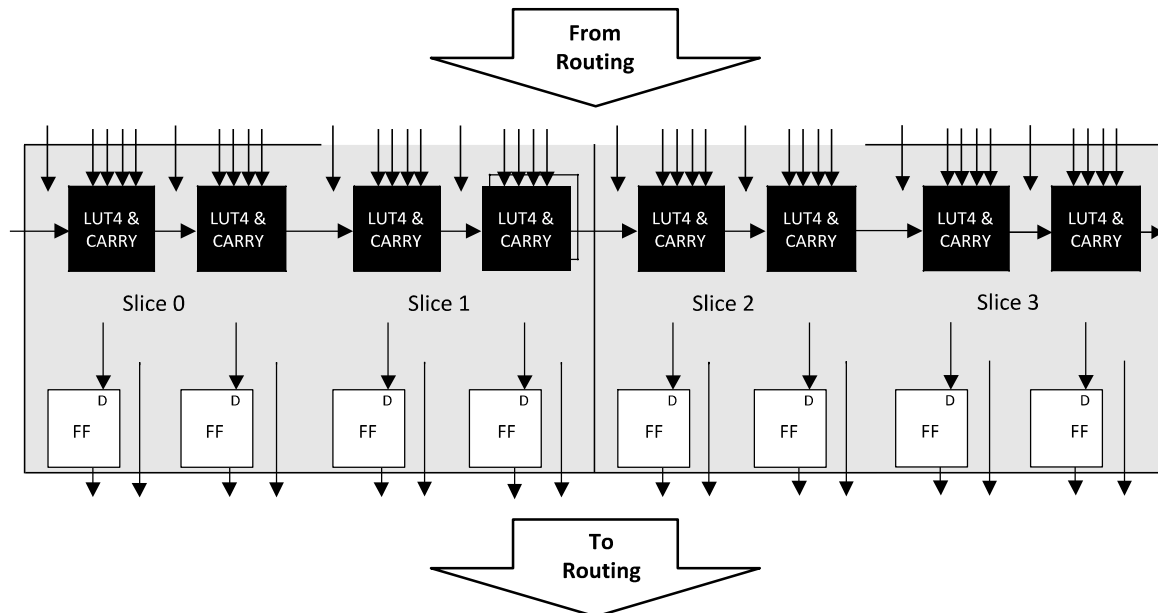 From
Routing
LUT4 &
CARRY
LUT4 &
CARRY
LUT4 &
CARRY
LUT4 &
CARRY
LUT4 &
CARRY
LUT4 &
CARRY
LUT4 &
CARRY
LUT4 &
CARRY
Slice 0
Slice 1
Slice 2
Slice 3
D
FF
D
FF
D
FF
D
FF
D
FF
D
FF
D
FF
D
FF
To
Routing